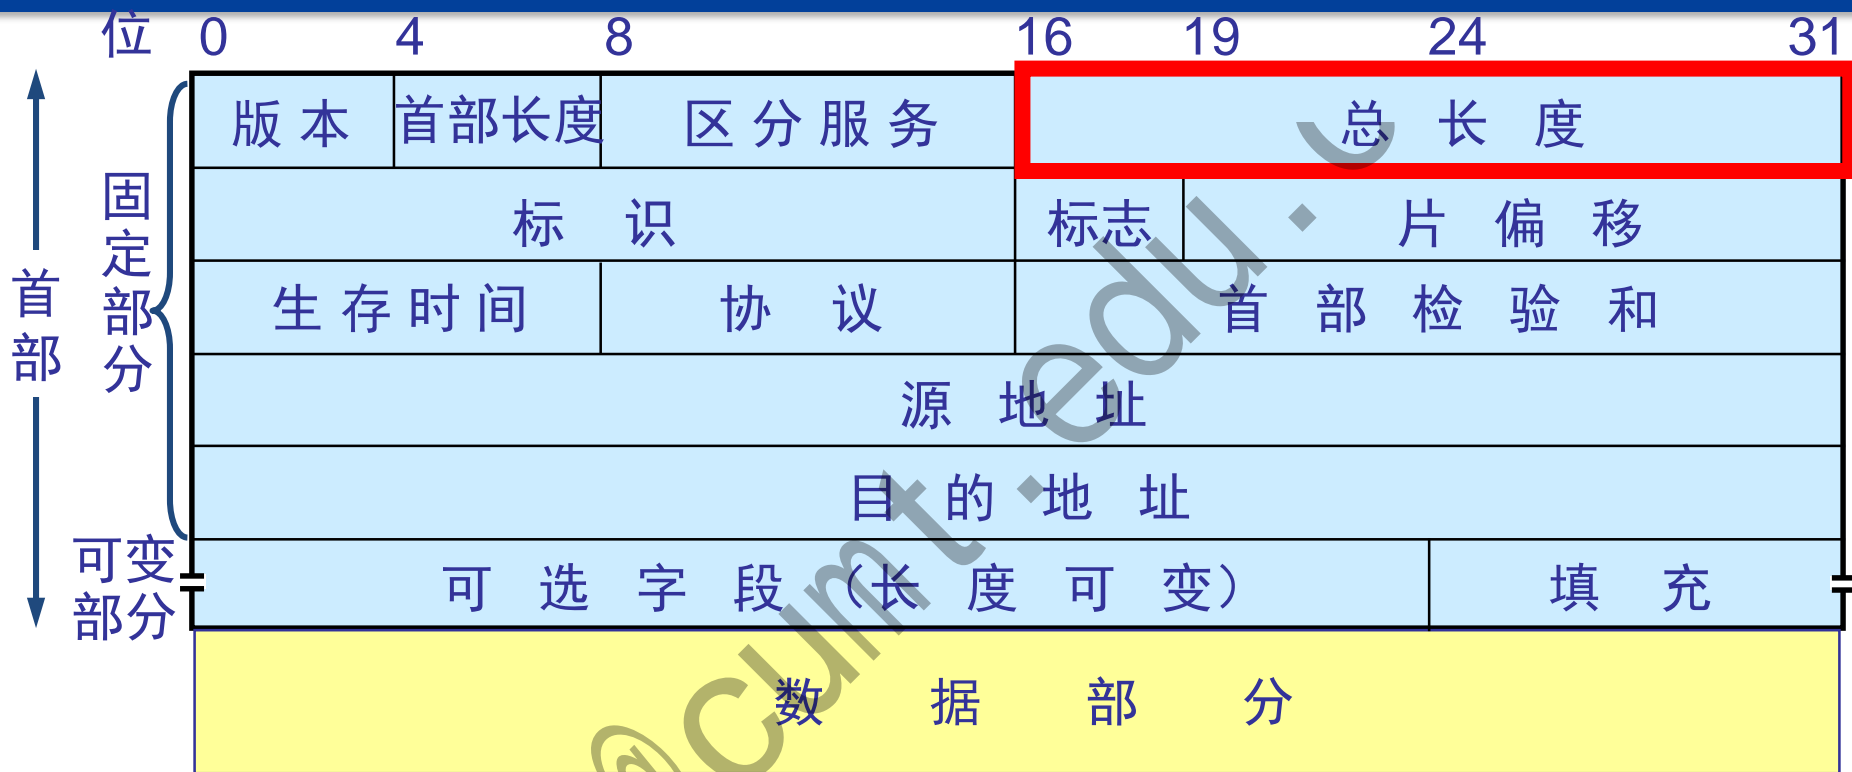 位 0 4 8 16 19 24 31
版本 首部长度 区分服务 总长度
标识 标志 片偏移
生存时间 协议 首部检验和
源地址
目的地址
可选字段（长度可变） 填充
数据部分
首部
固定部分
可变
部分
@cumt.edu.c